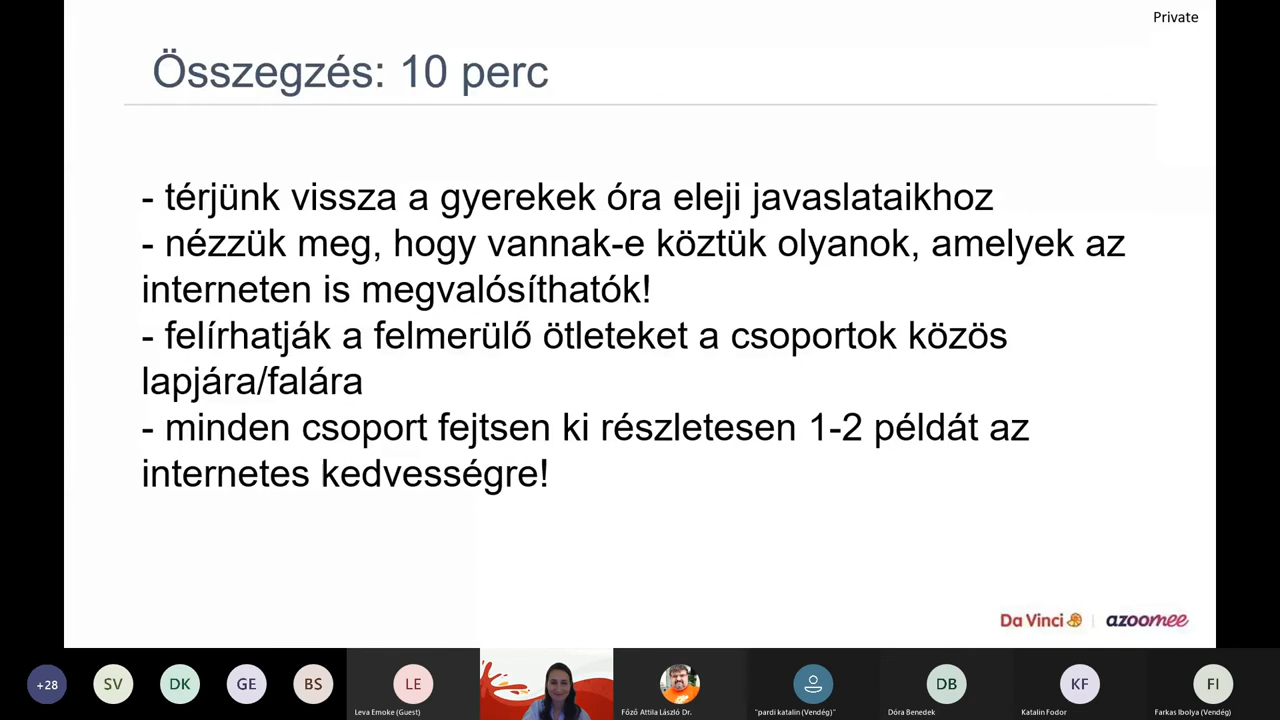 Private
Összegzés: 10 perc
- térjünk vissza a gyerekek óra eleji javaslataikhoz
- nézzük meg, hogy vannak-e köztük olyanok, amelyek az
interneten is megvalósíthatók!
- felírhatják a felmerülő ötleteket a csoportok közös
lapjára/falára
- minden csoport fejtsen ki részletesen 1-2 példát az
internetes kedvességre!
Da Vinci | azoomee
+28 SV DK GE BS LE DB KF FI
Leva Emoke (Guest) Főző Attila László Dr. "pardi katalin (Vendég)" Dóra Benedek Katalin Fodor Farkas Ibolya (Vendég)